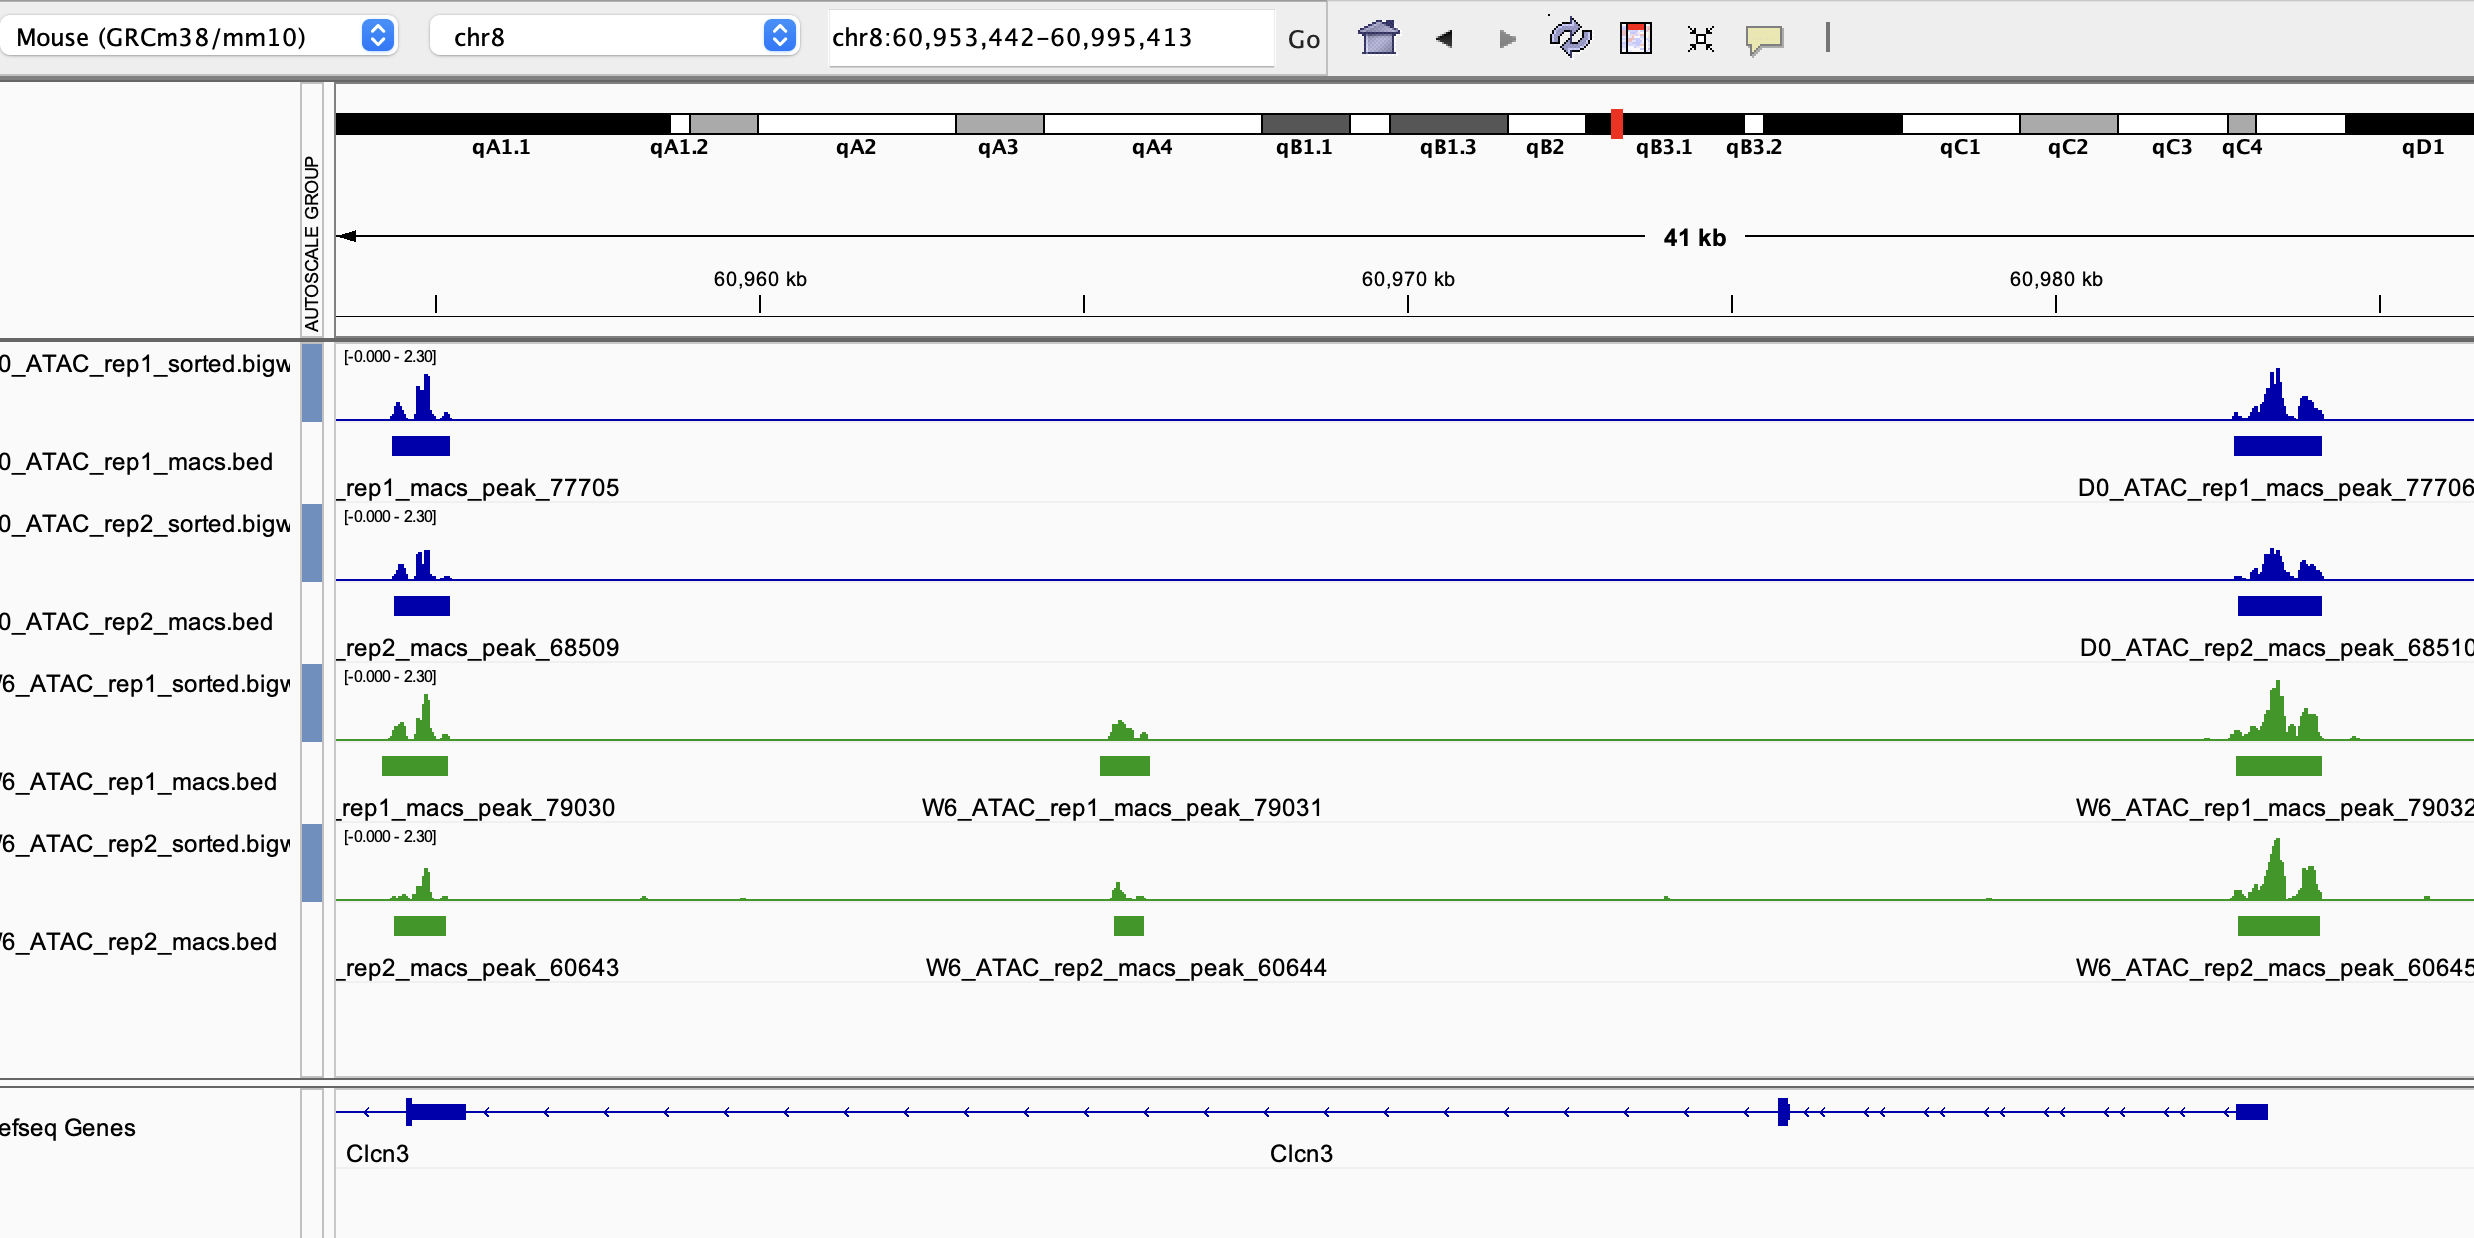 Mouse (GRCm38/mm10) chr8 chr8:60,953,442-60,995,413 Go
qA1.1 qA1.2 qA2 qA3 qA4 qB1.1 qB1.3 qB2 qB3.1 qB3.2 qC1 qC2 qC3 qC4 qD1
AUTOSCALE GROUP
41 kb
60,960 kb 60,970 kb 60,980 kb
0_ATAC_rep1_sorted.bigw [-0.000 - 2.30]
0_ATAC_rep1_macs.bed
_rep1_macs_peak_77705 D0_ATAC_rep1_macs_peak_77706
0_ATAC_rep2_sorted.bigw [-0.000 - 2.30]
0_ATAC_rep2_macs.bed
_rep2_macs_peak_68509 D0_ATAC_rep2_macs_peak_68510
6_ATAC_rep1_sorted.bigw [-0.000 - 2.30]
6_ATAC_rep1_macs.bed
_rep1_macs_peak_79030 W6_ATAC_rep1_macs_peak_79031 W6_ATAC_rep1_macs_peak_79032
6_ATAC_rep2_sorted.bigw [-0.000 - 2.30]
6_ATAC_rep2_macs.bed
_rep2_macs_peak_60643 W6_ATAC_rep2_macs_peak_60644 W6_ATAC_rep2_macs_peak_60645
efseq Genes
Clcn3 Clcn3